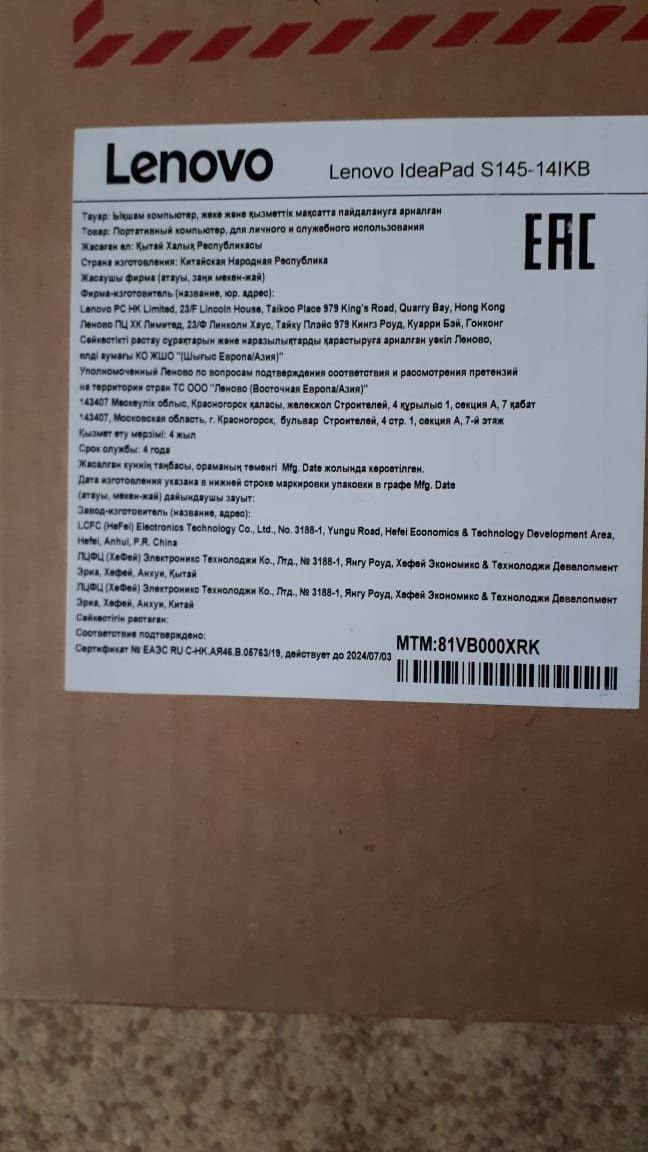 Lenovo
Lenovo IdeaPad S145-14IKB
Тауар: Ықшам компьютер, жеке және қызметтік мақсатта пайдалануга арналган
Товар: Портативный компьютер, для личного и служебного использования
Жасаған ел: Қытай Халық Республикасы
Страна изготовления: Китайская Народная Республика
EAC
Жасаушы фирма (атауы, заңи мекен-жай)
Фирма-изготовитель (название, юр. адрес):
Lenovo PC HK Limited, 23/F Lincoln House, Taikoo Place 979 King's Road, Quarry Bay, Hong Kong
Леново ПЦ ХК Лимитед, 23/Ф Линколн Хаус, Тайку Плэйс 979 Кингз Роуд, Куарри Бэй, Гонконг
Сәйкестікті растау сұрақтарын және наразылықтарды қарастыруға арналған уәкіл Леново,
елді аумағы КО ЖШО "(Шығыс Европа/Азия)"
Уполномоченный Леново по вопросам подтверждения соответствия и рассмотрения претензий
на территории стран ТС ООО "Леново (Восточная Европа/Азия)"
143407 Мәскеулік облыс, Красногорск қаласы, желекжол Строителей, 4 құрылыс 1, секция А, 7 қабат
143407, Московская область, г. Красногорск, бульвар Строителей, 4 стр. 1, секция А, 7-й этаж
Қызмет ету мерзімі: 4 жыл
Срок службы: 4 года
Жасалған күннің таңбасы, ораманың төменгі Mfg. Date жолында көрсетілген.
Дата изготовления указана в нижней строке маркировки упаковки в графе Mfg. Date
(атауы, мекен-жай) дайындаушы зауыт:
Завод-изготовитель (название, адрес):
LCFC (HeFei) Electronics Technology Co., Ltd., No. 3188-1, Yungu Road, Hefei Economics & Technology Development Area,
Hefei, Anhui, P.R. China
ЛЦФЦ (ХеФей) Электроникс Технолоджи Ко., Лтд., № 3188-1, Янгу Роуд, Хефей Экономикс & Технолоджи Девелопмент
Эриа, Хефей, Анхуи, Қытай
ЛЦФЦ (ХеФей) Электроникс Технолоджи Ко., Лтд., № 3188-1, Янгу Роуд, Хефей Экономикс & Технолоджи Девелопмент
Эриа, Хефей, Анхуи, Китай
Сәйкестігін растаған:
Соответствие подтверждено:
Сертификат № ЕАЭС RU С-НК.АЯ46.В.05763/19, действует до 2024/07/03
MTM:81VB000XRK